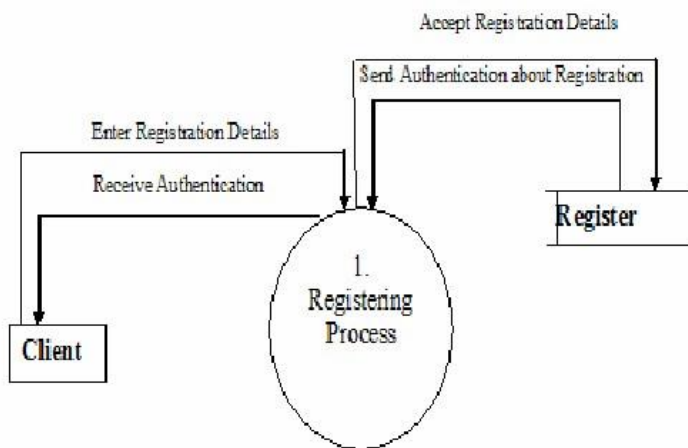 Accept Registration Details
Send Authentication about Registration
Enter Registration Details
Receive Authentication
Register
1.
Registering
Process
Client